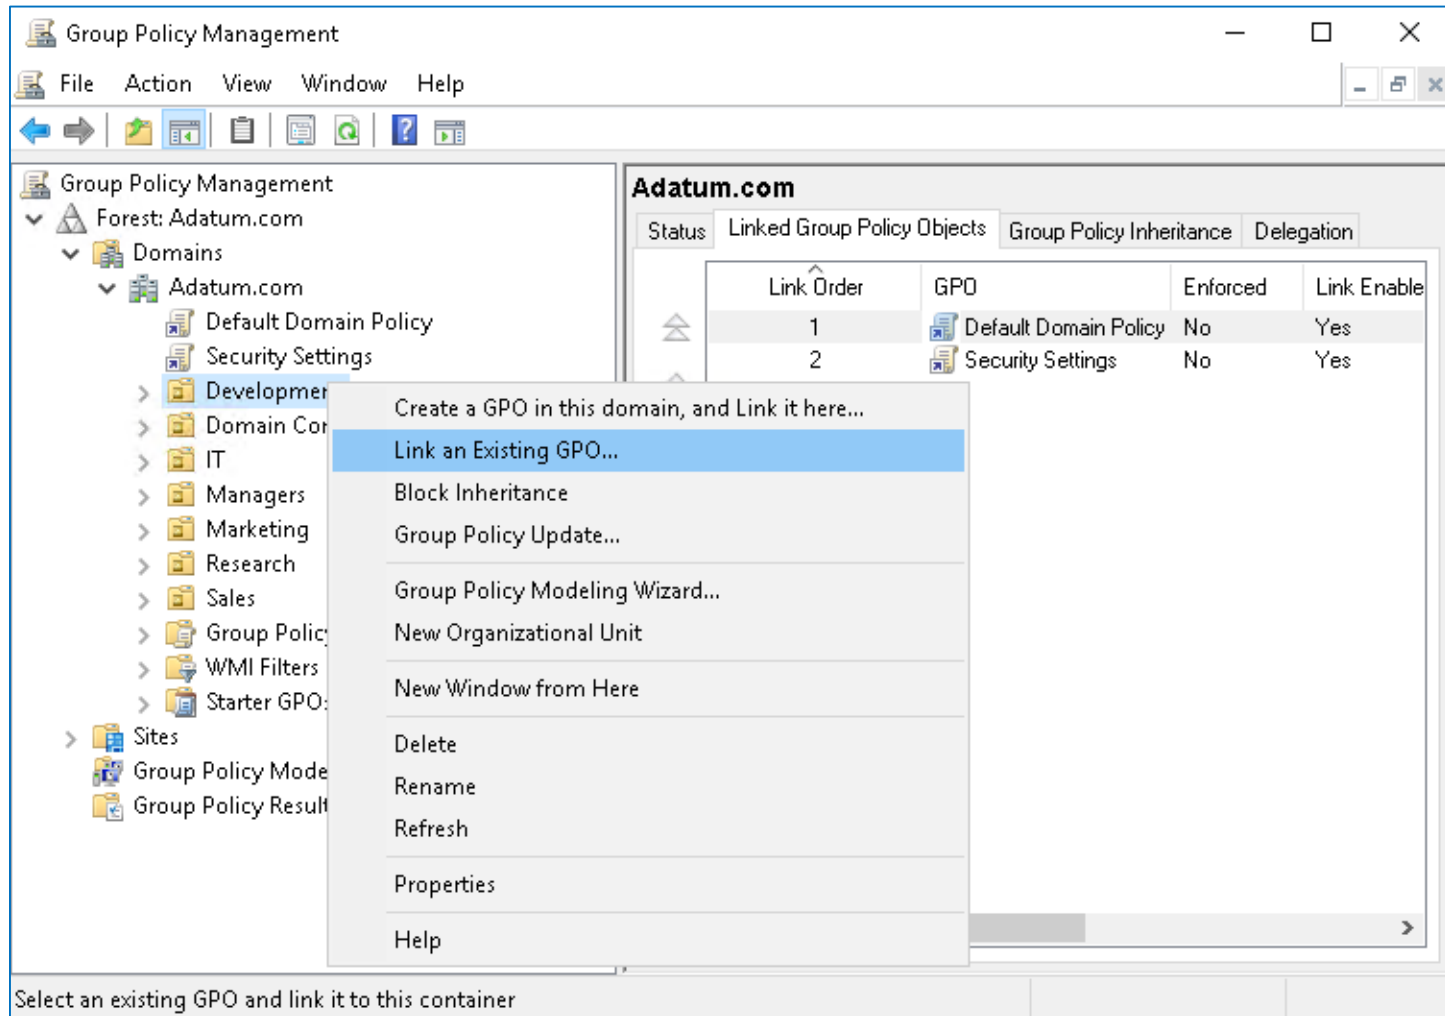 Group Policy Management
File Action View Window Help
Group Policy Management
Forest: Adatum.com
Domains
Adatum.com
Default Domain Policy
Security Settings
Developmen
Domain Cor
IT
Managers
Marketing
Research
Sales
Group Policy
WMI Filters
Starter GPO
Sites
Group Policy Mode
Group Policy Result
Adatum.com
Status Linked Group Policy Objects Group Policy Inheritance Delegation
Link Order GPO Enforced Link Enable
1 Default Domain Policy No Yes
2 Security Settings No Yes
Create a GPO in this domain, and Link it here...
Link an Existing GPO...
Block Inheritance
Group Policy Update...
Group Policy Modeling Wizard...
New Organizational Unit
New Window from Here
Delete
Rename
Refresh
Properties
Help
Select an existing GPO and link it to this container